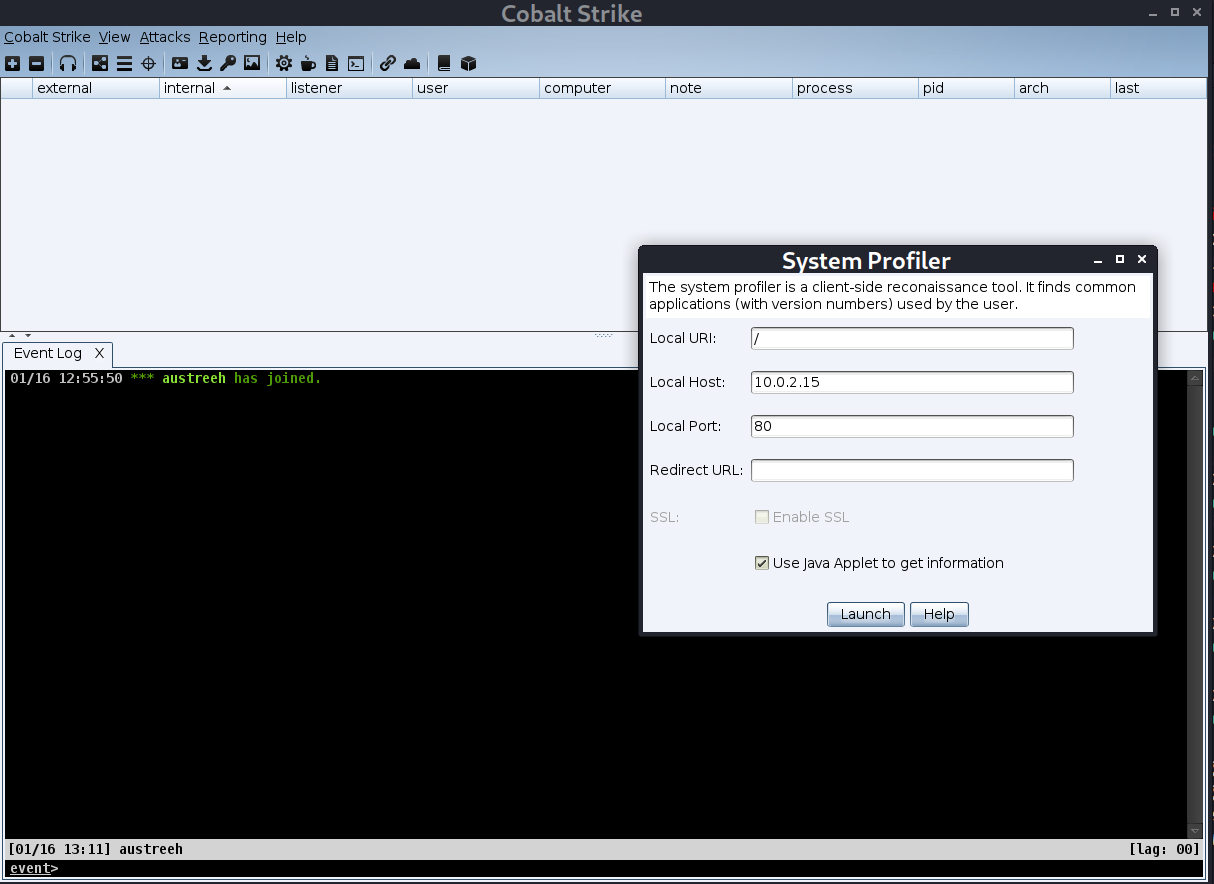 Cobalt Strike
Cobalt Strike View Attacks Reporting Help
external internal listener user computer note process pid arch last
System Profiler
The system profiler is a client-side reconaissance tool. It finds common
applications (with version numbers) used by the user.
Local URI: /
Local Host: 10.0.2.15
Local Port: 80
Redirect URL:
SSL: Enable SSL
Use Java Applet to get information
Launch Help
Event Log X
01/16 12:55:50 *** austreeh has joined.
[01/16 13:11] austreeh [lag: 00]
event>